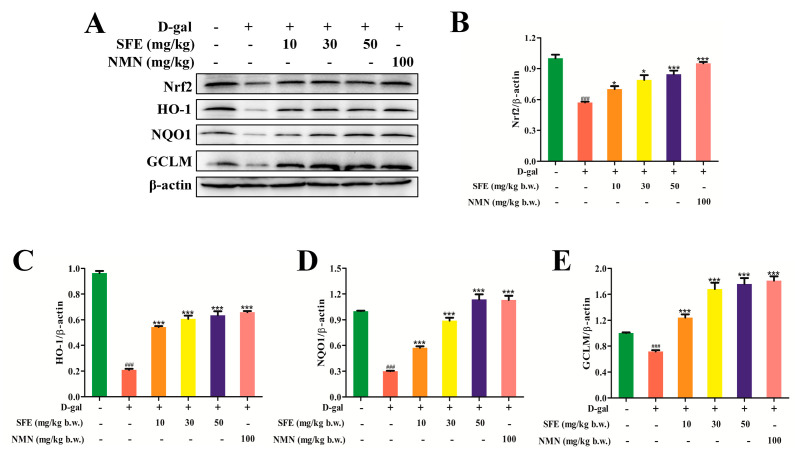 A
D-gal - + + + + +
SFE (mg/kg) - - 10 30 50 -
NMN(mg/kg) - - - - - 100
Nrf2
HO-1
NQO1
GCLM
β-actin
B
Nrf2/β-actin
1.2
0.9
0.6
0.3
0.0
### * * *** ***
D-gal - + + + + +
SFE (mg/kg b.w.) - - 10 30 50 -
NMN (mg/kg b.w.) - - - - - 100
C
HO-1/β-actin
1.0
0.8
0.6
0.4
0.2
0.0
### *** *** *** ***
D-gal - + + + + +
SFE (mg/kg b.w.) - - 10 30 50 -
NMN (mg/kg b.w.) - - - - - 100
D
NQO1/β-actin
1.5
1.2
0.9
0.6
0.3
0.0
### *** *** *** ***
D-gal - + + + + +
SFE (mg/kg b.w.) - - 10 30 50 -
NMN (mg/kg b.w.) - - - - - 100
E
GCLM/β-actin
2.0
1.6
1.2
0.8
0.4
0.0
### *** *** *** ***
D-gal - + + + + +
SFE (mg/kg b.w.) - - 10 30 50 -
NMN (mg/kg b.w.) - - - - - 100